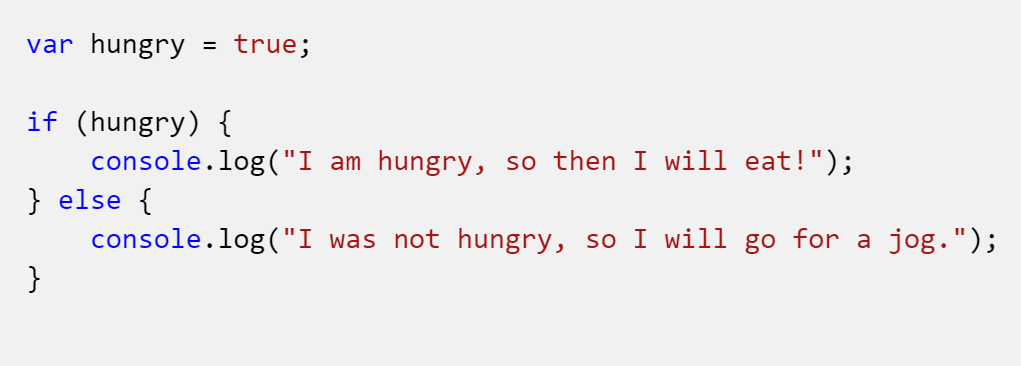 var hungry = true;
if (hungry) {
    console.log("I am hungry, so then I will eat!");
} else {
    console.log("I was not hungry, so I will go for a jog.");
}